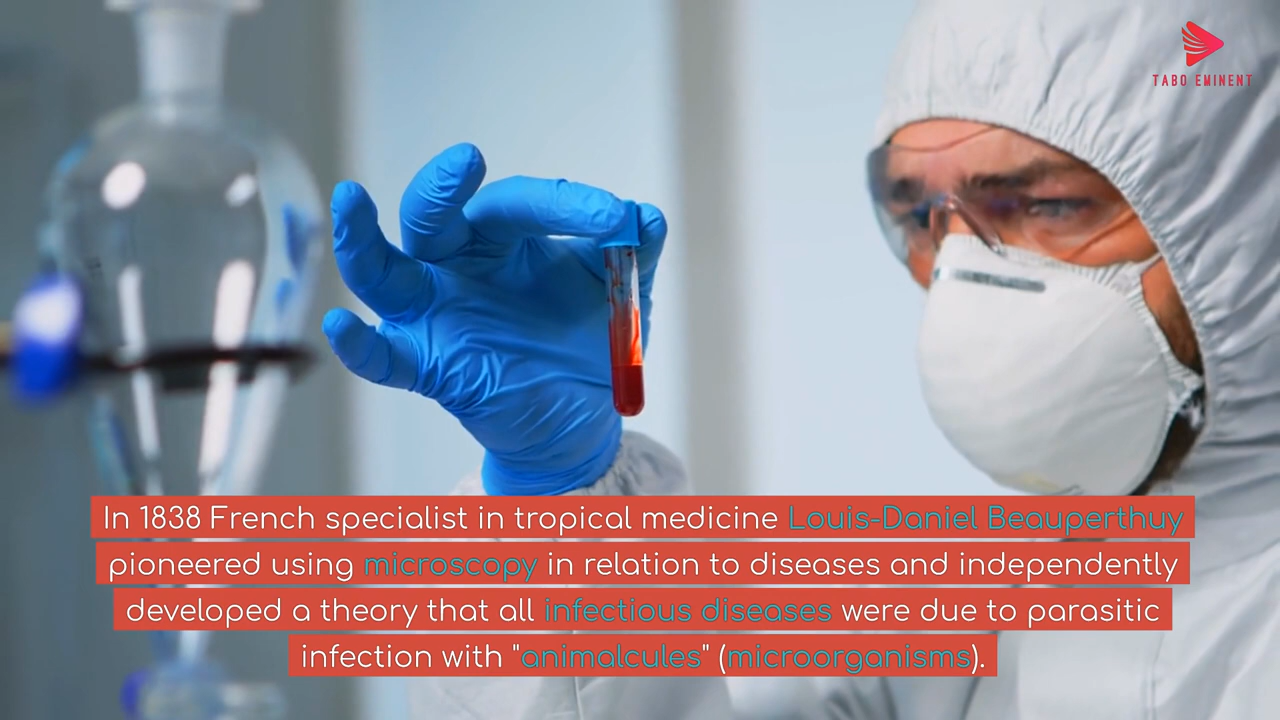 TABO EMINENT
In 1838 French specialist in tropical medicine Louis-Daniel Beauperthuy
pioneered using microscopy in relation to diseases and independently
developed a theory that all infectious diseases were due to parasitic
infection with "animalcules" (microorganisms).